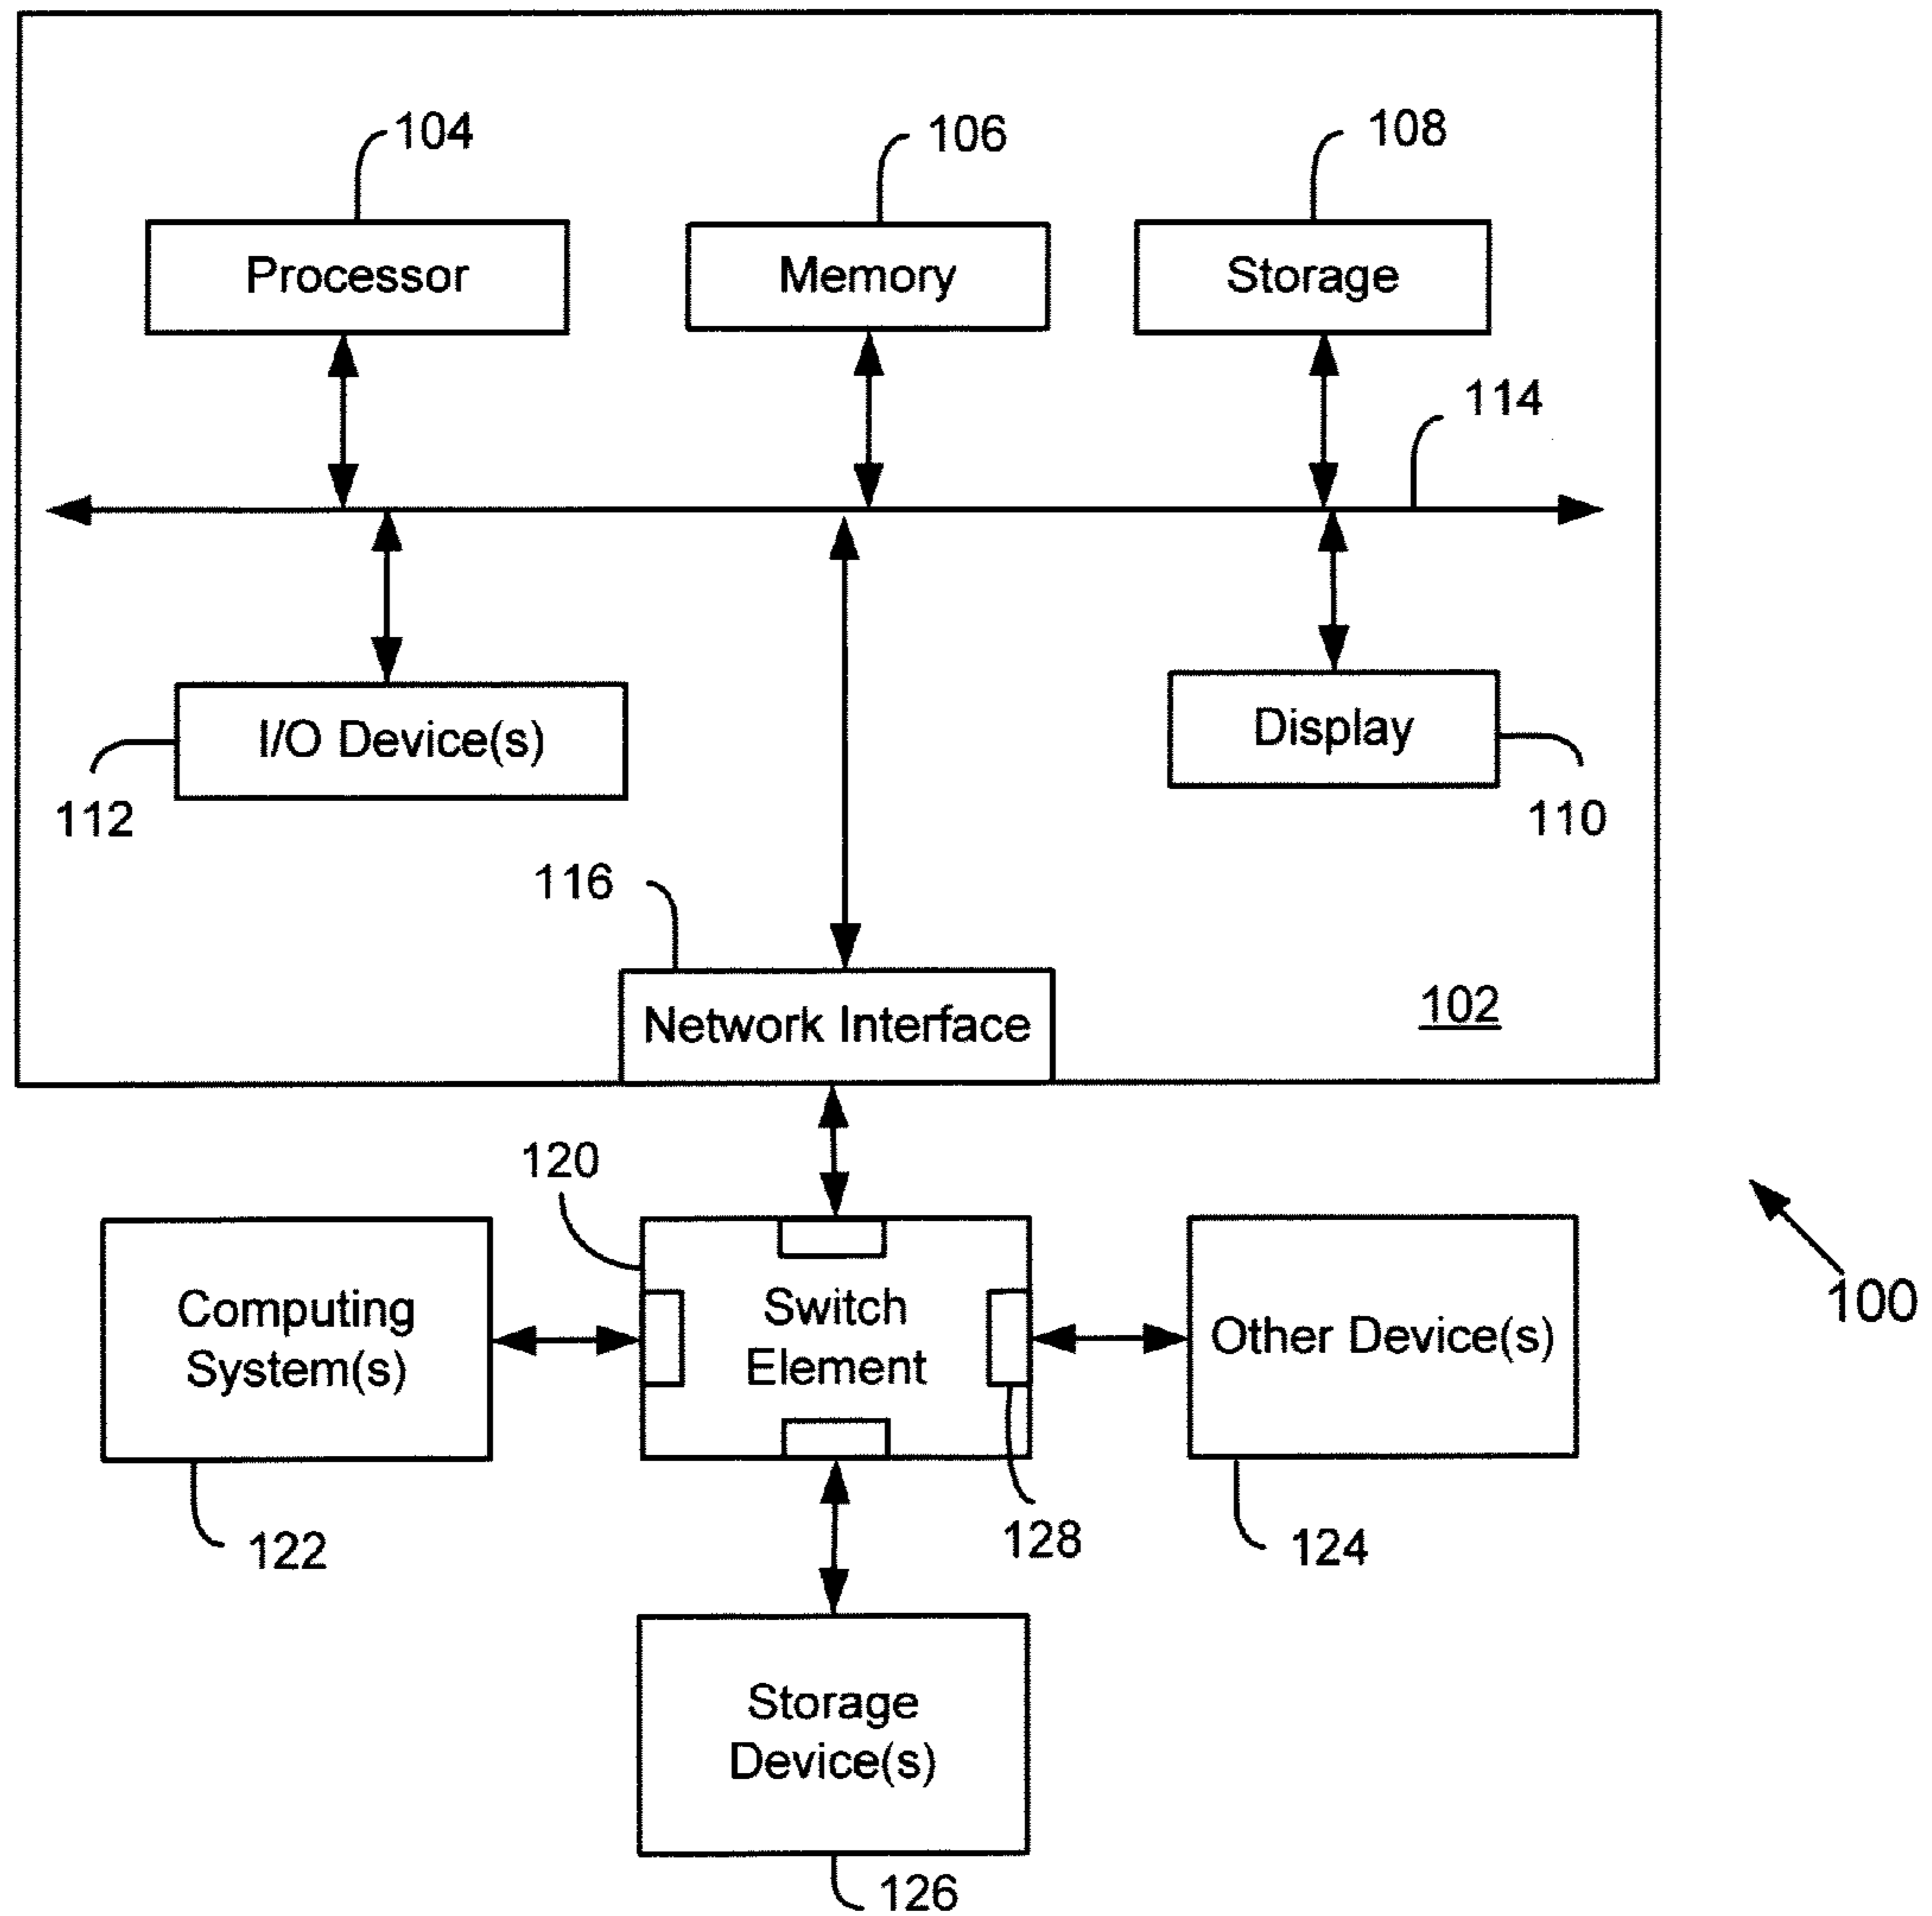 104
106
108
Processor
Memory
Storage
114
I/O Device(s)
Display
112
110
116
Network Interface
102
120
Computing
System(s)
Switch
Element
Other Device(s)
100
122
128
124
Storage
Device(s)
126